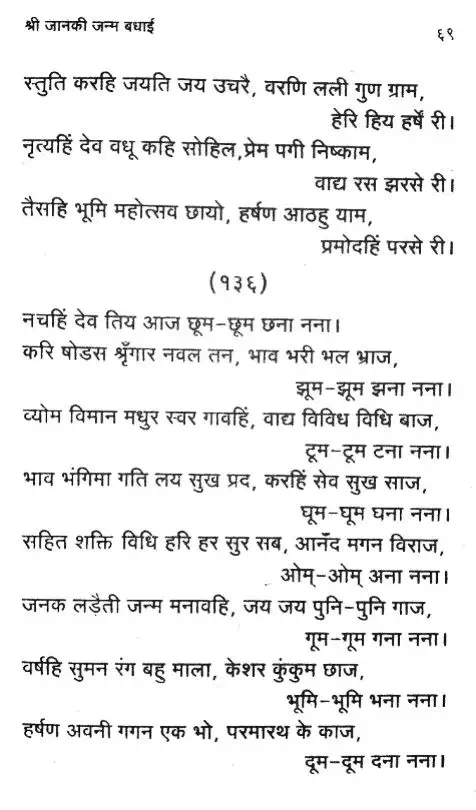 श्री जानकी जन्म बधाई
६९
स्तुति करहि जयति जय उचरै, वरणि लली गुण ग्राम,
हेरि हिय हर्षें री।
नृत्यहिं देव वधू कहि सोहिल,प्रेम पगी निष्काम,
वाद्य रस झरसे री।
तैसहि भूमि महोत्सव छायो, हर्षण आठहु याम,
प्रमोदहिं परसे री।
(१३६)
नचहिं देव तिय आज छूम-छूम छना नना।
करि षोडस श्रृँगार नवल तन, भाव भरी भल भ्राज,
झूम-झूम झना नना।
व्योम विमान मधुर स्वर गावहिं, वाद्य विविध विधि बाज,
टूम-टूम टना नना।
भाव भंगिमा गति लय सुख प्रद, करहिं सेव सुख साज,
घूम-घूम घना नना।
सहित शक्ति विधि हरि हर सुर सब, आनँद मगन विराज,
ओम्-ओम् अना नना।
जनक लड़ैती जन्म मनावहि, जय जय पुनि-पुनि गाज,
गूम-गूम गना नना।
वर्षहि सुमन रंग बहु माला, केशर कुंकुम छाज,
भूमि-भूमि भना नना।
हर्षण अवनी गगन एक भो, परमारथ के काज,
दूम-दूम दना नना।